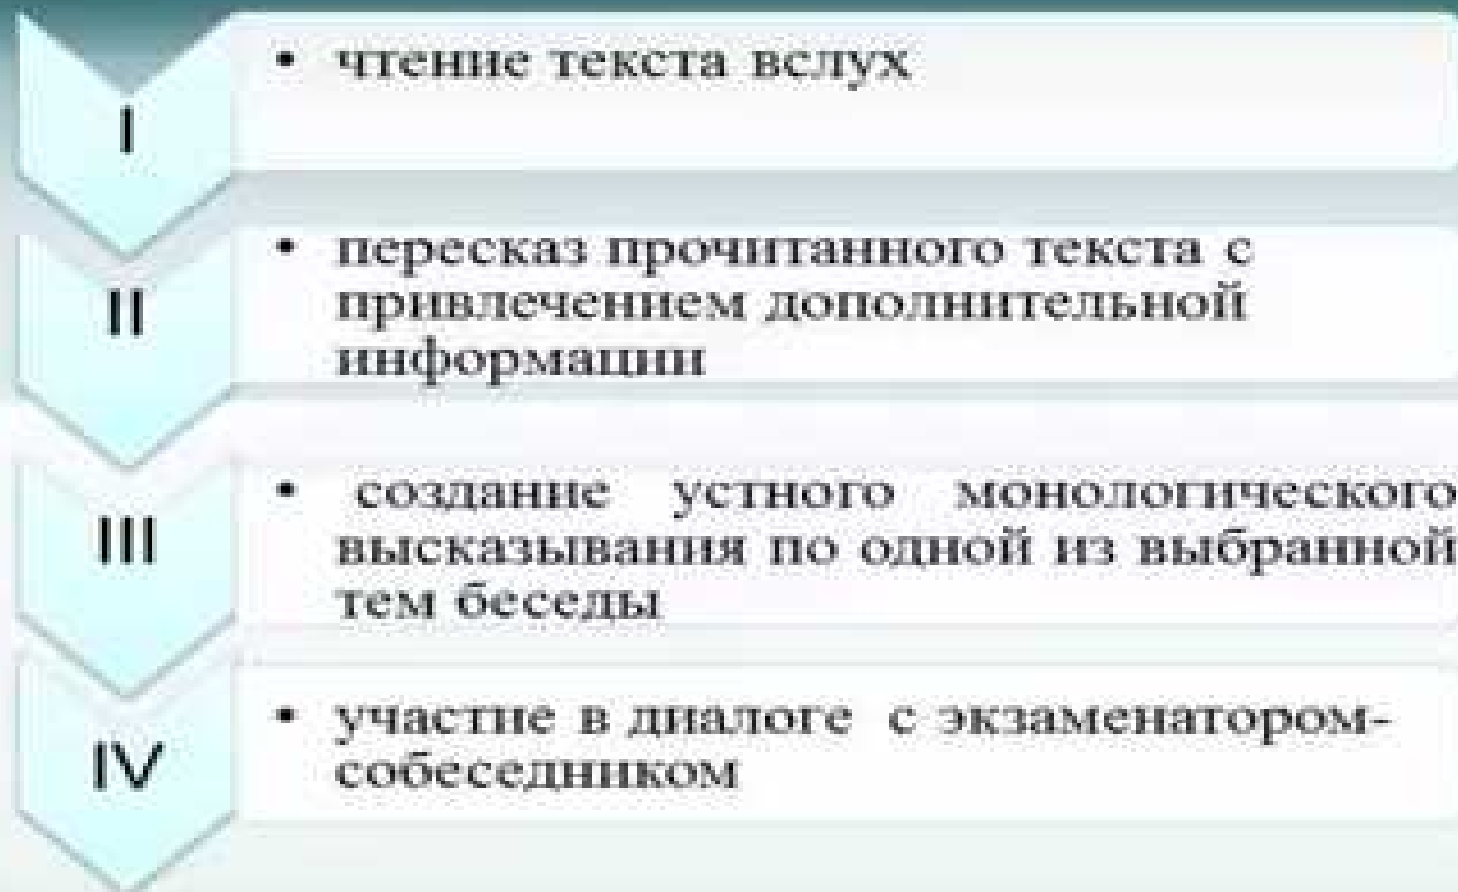 I
• чтение текста вслух
II
• пересказ прочитанного текста с
привлечением дополнительной
информации
III
• создание устного монологического
высказывания по одной из выбранной
тем беседы
IV
• участие в диалоге с экзаменатором-
собеседником